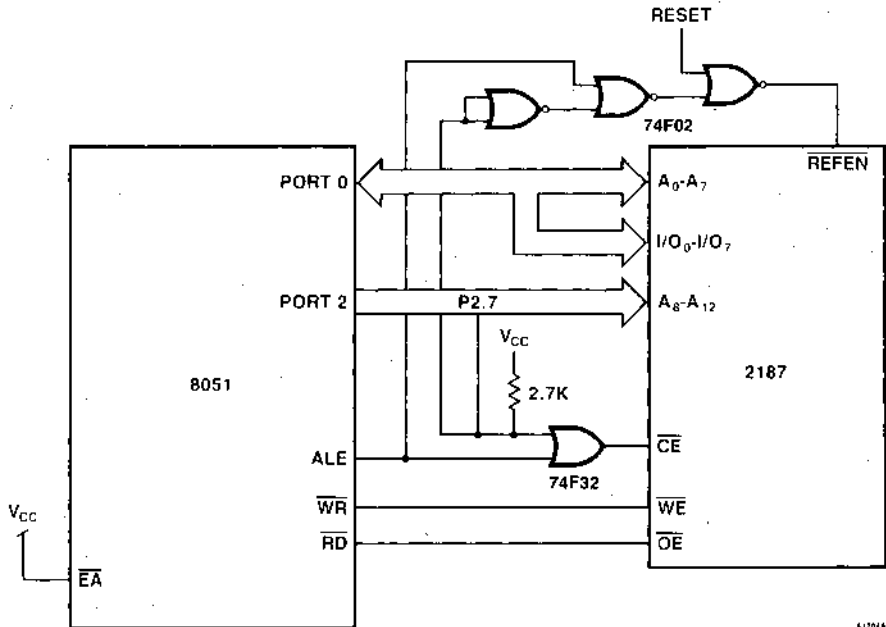 RESET
74F02
REFEN
PORT 0
A0-A7
I/O0-I/O7
PORT 2
P2.7
A8-A12
VCC
8051
2187
2.7K
ALE
CE
74F32
VCC
WR
WE
RD
OE
EA